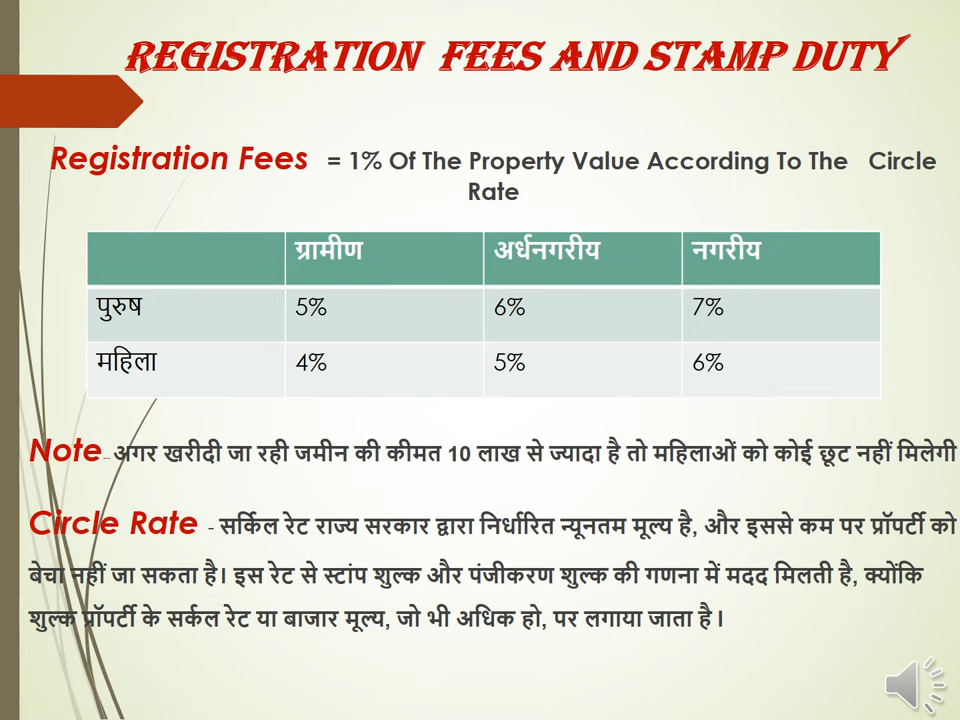 REGISTRATION FEES AND STAMP DUTY
Registration Fees = 1% Of The Property Value According To The Circle
Rate
ग्रामीण अर्धनगरीय नगरीय
पुरुष 5% 6% 7%
महिला 4% 5% 6%
Note-- अगर खरीदी जा रही जमीन की कीमत 10 लाख से ज्यादा है तो महिलाओं को कोई छूट नहीं मिलेगी
Circle Rate - सर्किल रेट राज्य सरकार द्वारा निर्धारित न्यूनतम मूल्य है, और इससे कम पर प्रॉपर्टी को
बेचा नहीं जा सकता है। इस रेट से स्टांप शुल्क और पंजीकरण शुल्क की गणना में मदद मिलती है, क्योंकि
शुल्क प्रॉपर्टी के सर्कल रेट या बाजार मूल्य, जो भी अधिक हो, पर लगाया जाता है।